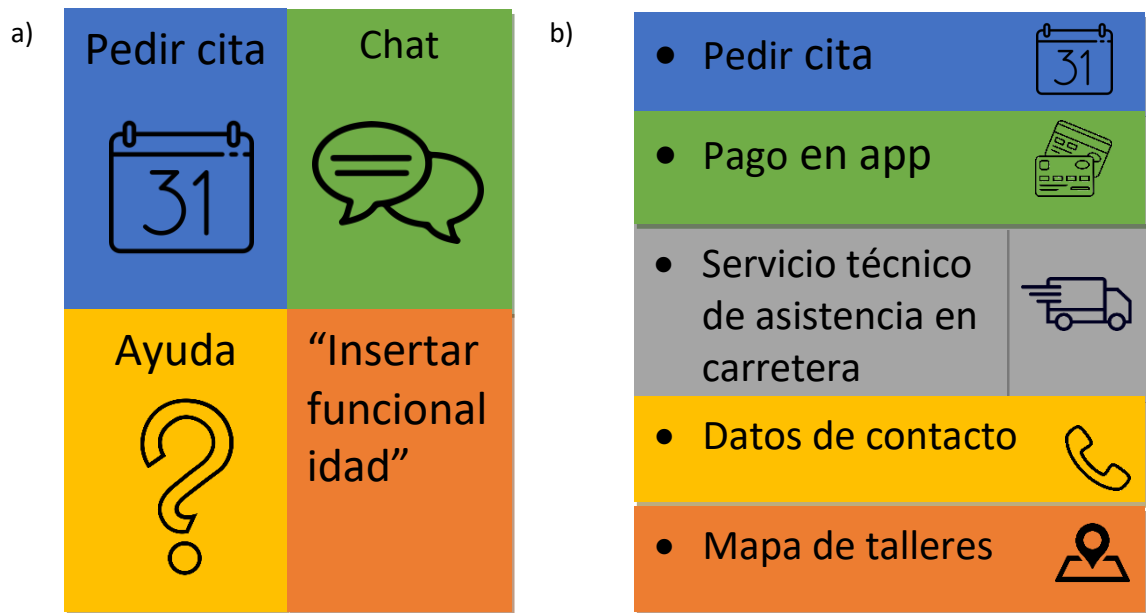 a)
Pedir cita
31
Chat
Ayuda
“Insertar
funcional
idad”
b)
• Pedir cita
31
• Pago en app
• Servicio técnico
de asistencia en
carretera
• Datos de contacto
• Mapa de talleres